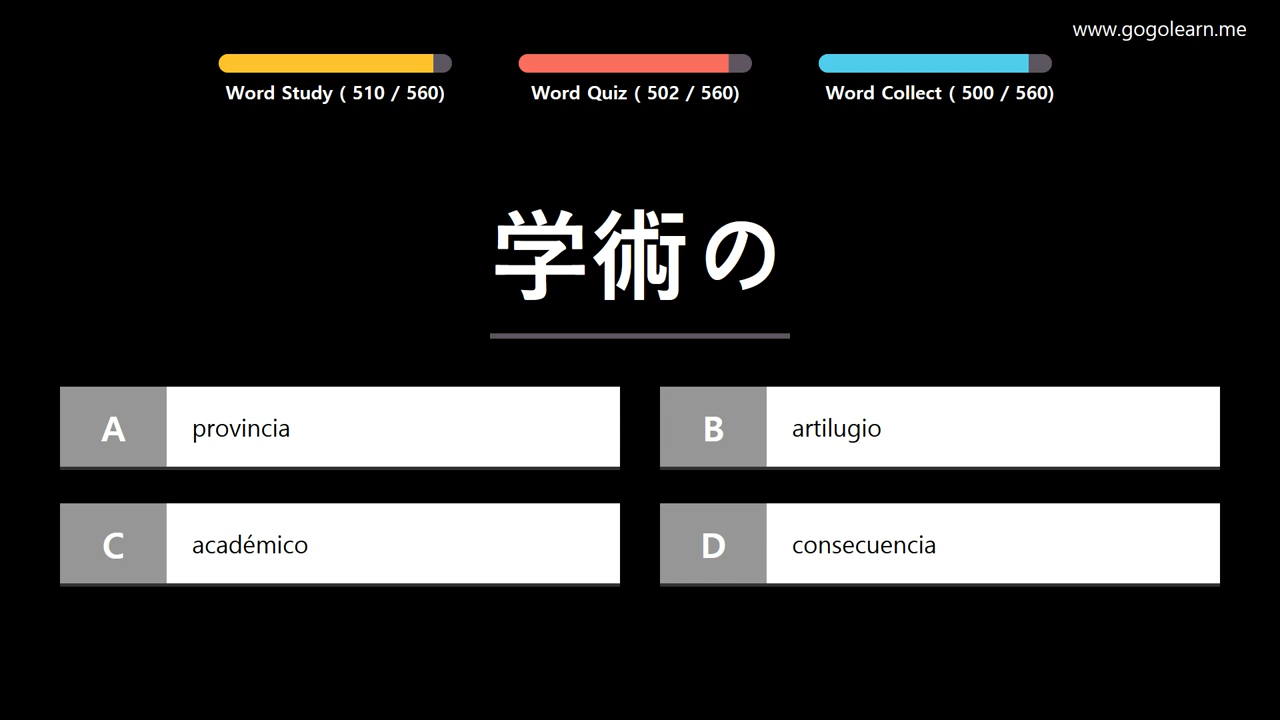 www.gogolearn.me
Word Study ( 510 / 560)
Word Quiz ( 502 / 560)
Word Collect ( 500 / 560)
学術の
A provincia
B artilugio
C académico
D consecuencia